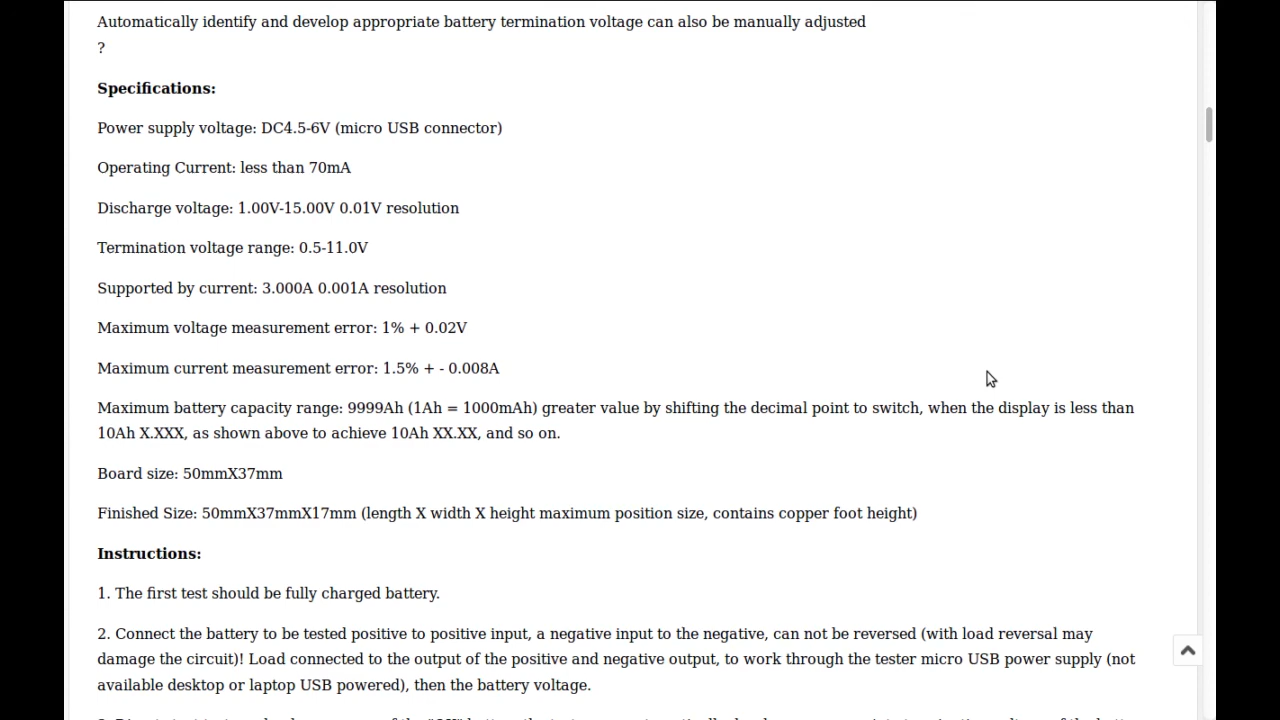 Automatically identify and develop appropriate battery termination voltage can also be manually adjusted
?
Specifications:
Power supply voltage: DC4.5-6V (micro USB connector)
Operating Current: less than 70mA
Discharge voltage: 1.00V-15.00V 0.01V resolution
Termination voltage range: 0.5-11.0V
Supported by current: 3.000A 0.001A resolution
Maximum voltage measurement error: 1% + 0.02V
Maximum current measurement error: 1.5% + - 0.008A
Maximum battery capacity range: 9999Ah (1Ah = 1000mAh) greater value by shifting the decimal point to switch, when the display is less than
10Ah X.XXX, as shown above to achieve 10Ah XX.XX, and so on.
Board size: 50mmX37mm
Finished Size: 50mmX37mmX17mm (length X width X height maximum position size, contains copper foot height)
Instructions:
1. The first test should be fully charged battery.
2. Connect the battery to be tested positive to positive input, a negative input to the negative, can not be reversed (with load reversal may
damage the circuit)! Load connected to the output of the positive and negative output, to work through the tester micro USB power supply (not
available desktop or laptop USB powered), then the battery voltage.